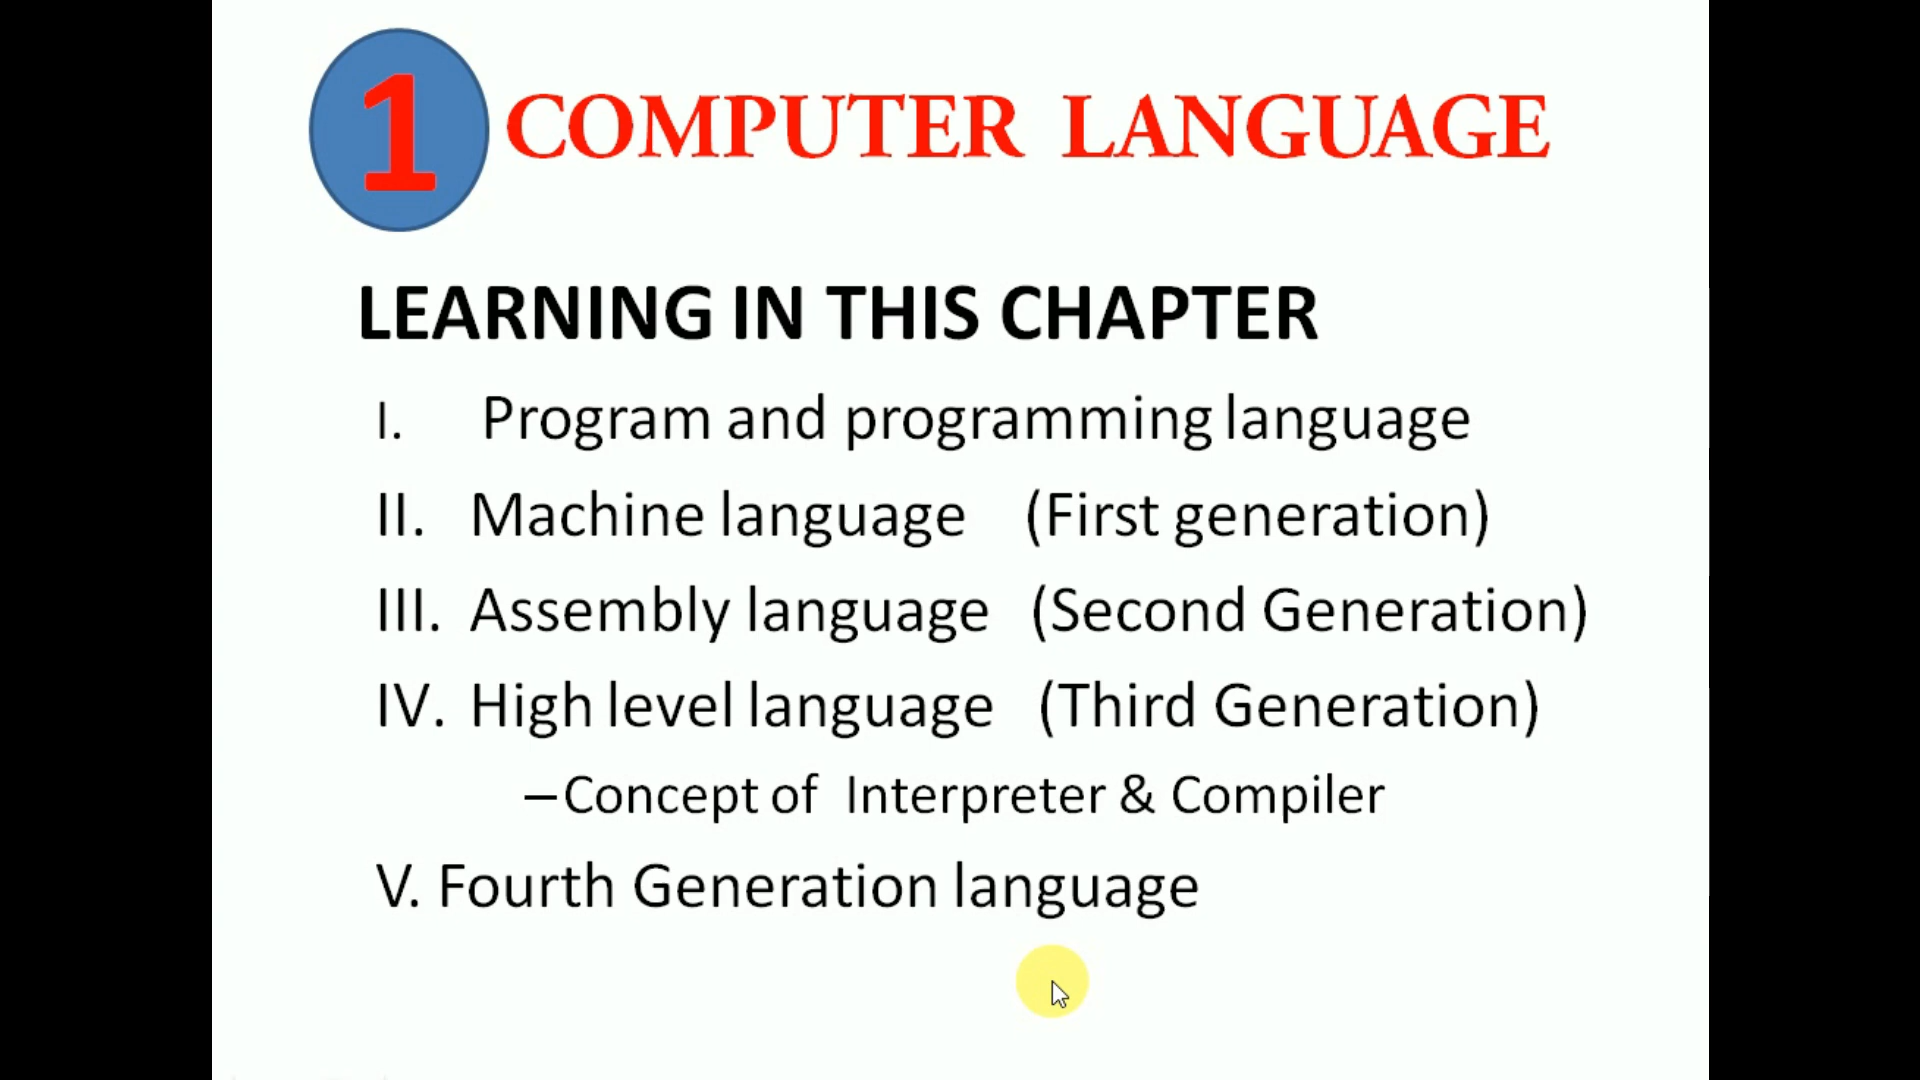 1 COMPUTER LANGUAGE
LEARNING IN THIS CHAPTER
I. Program and programming language
II. Machine language (First generation)
III. Assembly language (Second Generation)
IV. High level language (Third Generation)
–Concept of Interpreter & Compiler
V. Fourth Generation language